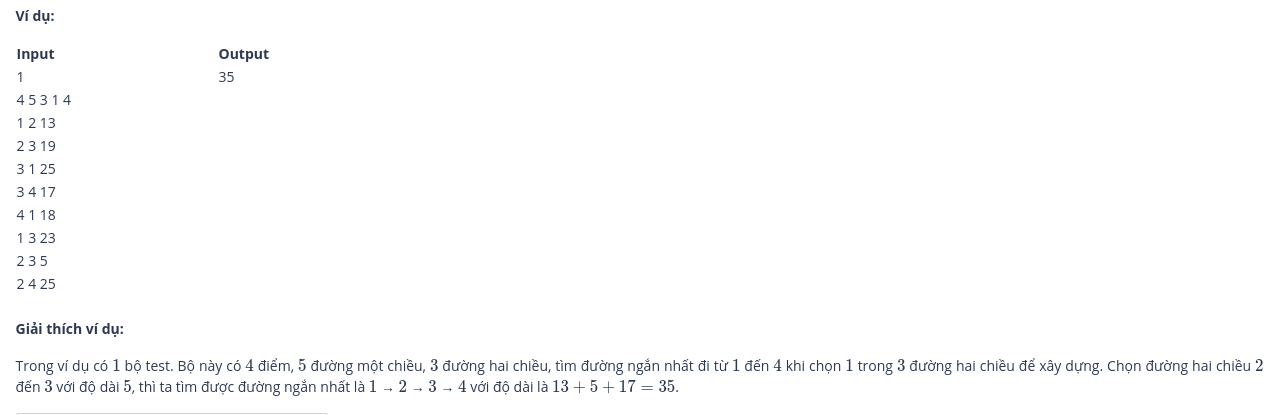 Ví dụ:
Input Output
1 35
4 5 3 1 4
1 2 13
2 3 19
3 1 25
3 4 17
4 1 18
1 3 23
2 3 5
2 4 25
Giải thích ví dụ:
Trong ví dụ có 1 bộ test. Bộ này có 4 điểm, 5 đường một chiều, 3 đường hai chiều, tìm đường ngắn nhất đi từ 1 đến 4 khi chọn 1 trong 3 đường hai chiều để xây dựng. Chọn đường hai chiều 2
đến 3 với độ dài 5, thì ta tìm được đường ngắn nhất là 1 → 2 → 3 → 4 với độ dài là 13 + 5 + 17 = 35.